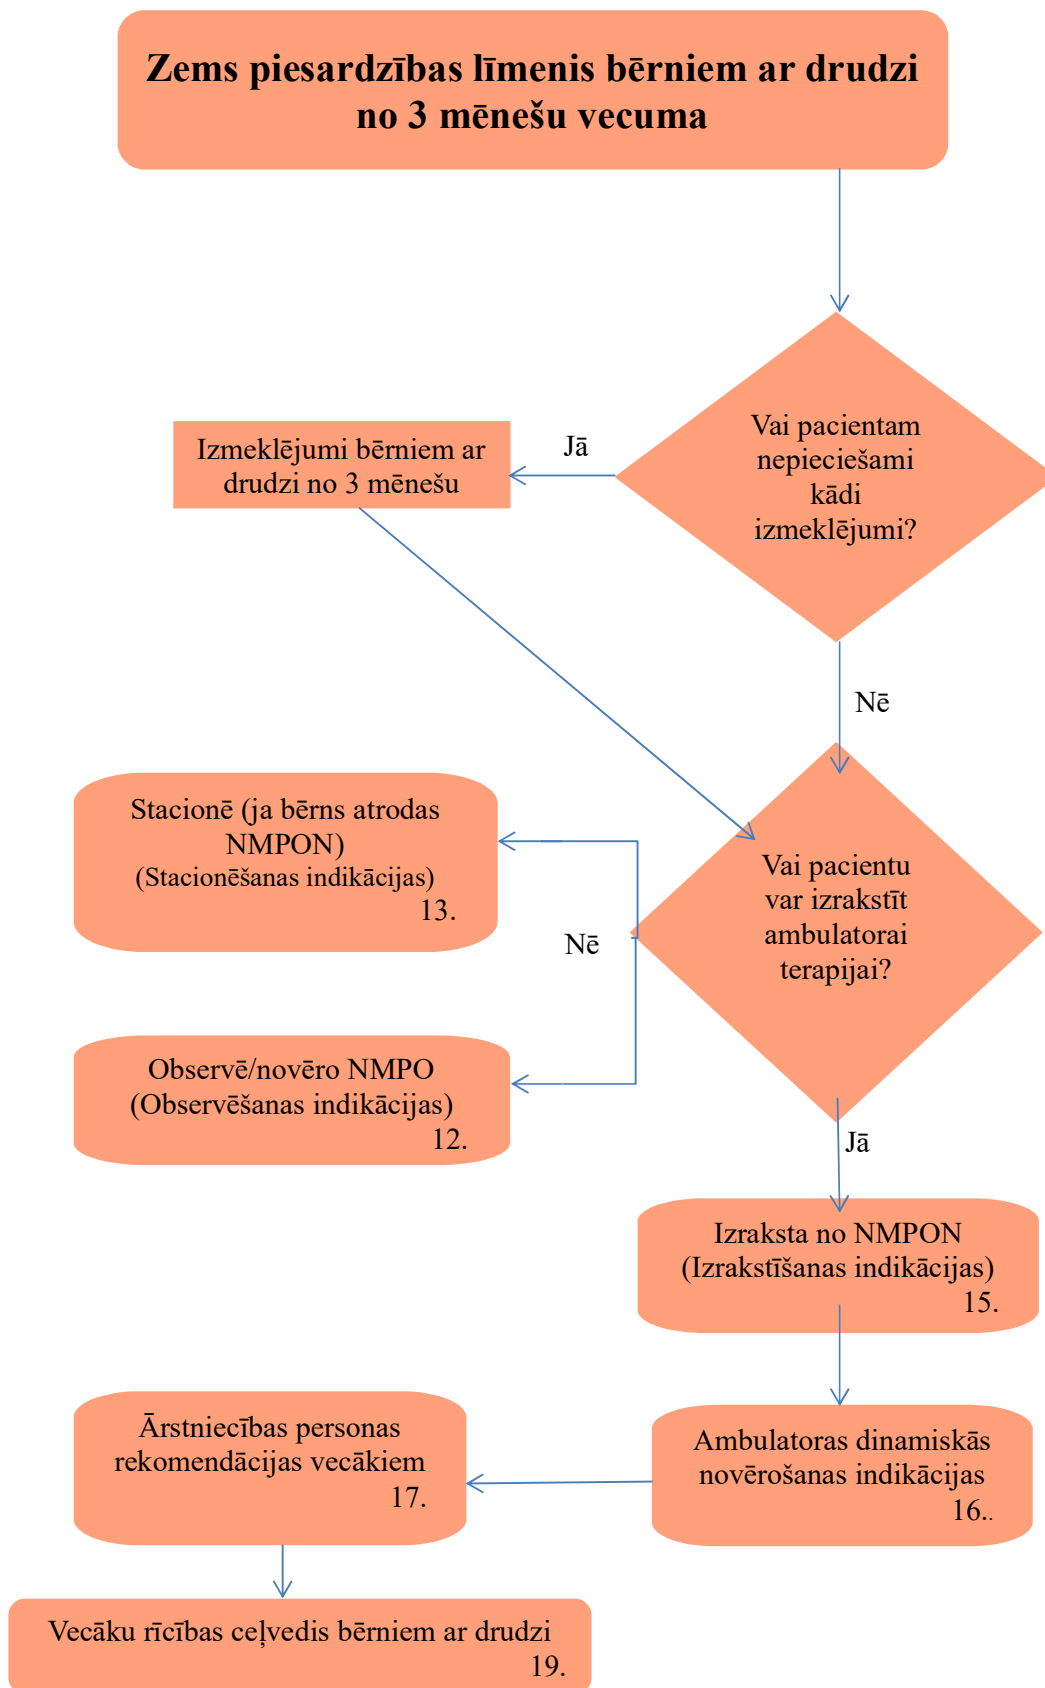 Zems piesardzības līmenis bērniem ar drudzi
no 3 mēnešu vecuma
Vai pacientam
nepieciešami
kādi
izmeklējumi?
Jā
Izmeklējumi bērniem ar
drudzi no 3 mēnešu
Nē
Vai pacientu
var izrakstīt
ambulatorai
terapijai?
Nē
Stacionē (ja bērns atrodas
NMPON)
(Stacionēšanas indikācijas)
13.
Observē/novēro NMPO
(Observēšanas indikācijas)
12.
Jā
Izraksta no NMPON
(Izrakstīšanas indikācijas)
15.
Ambulatoras dinamiskās
novērošanas indikācijas
16..
Ārstniecības personas
rekomendācijas vecākiem
17.
Vecāku rīcības ceļvedis bērniem ar drudzi
19.